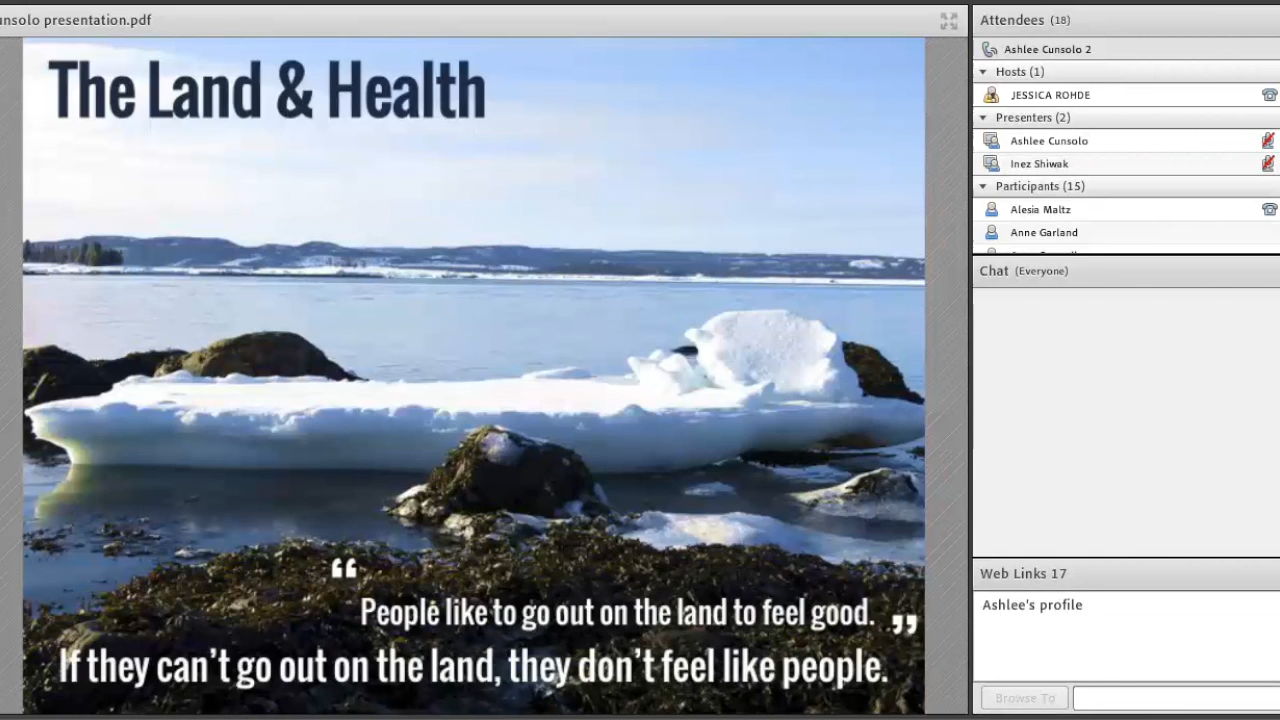 unsolo presentation.pdf
The Land & Health
“
People like to go out on the land to feel good. ”
If they can’t go out on the land, they don’t feel like people.
Attendees (18)
Ashlee Cunsolo 2
Hosts (1)
JESSICA ROHDE
Presenters (2)
Ashlee Cunsolo
Inez Shiwak
Participants (15)
Alesia Maltz
Anne Garland
Chat (Everyone)
Web Links 17
Ashlee's profile
Browse To